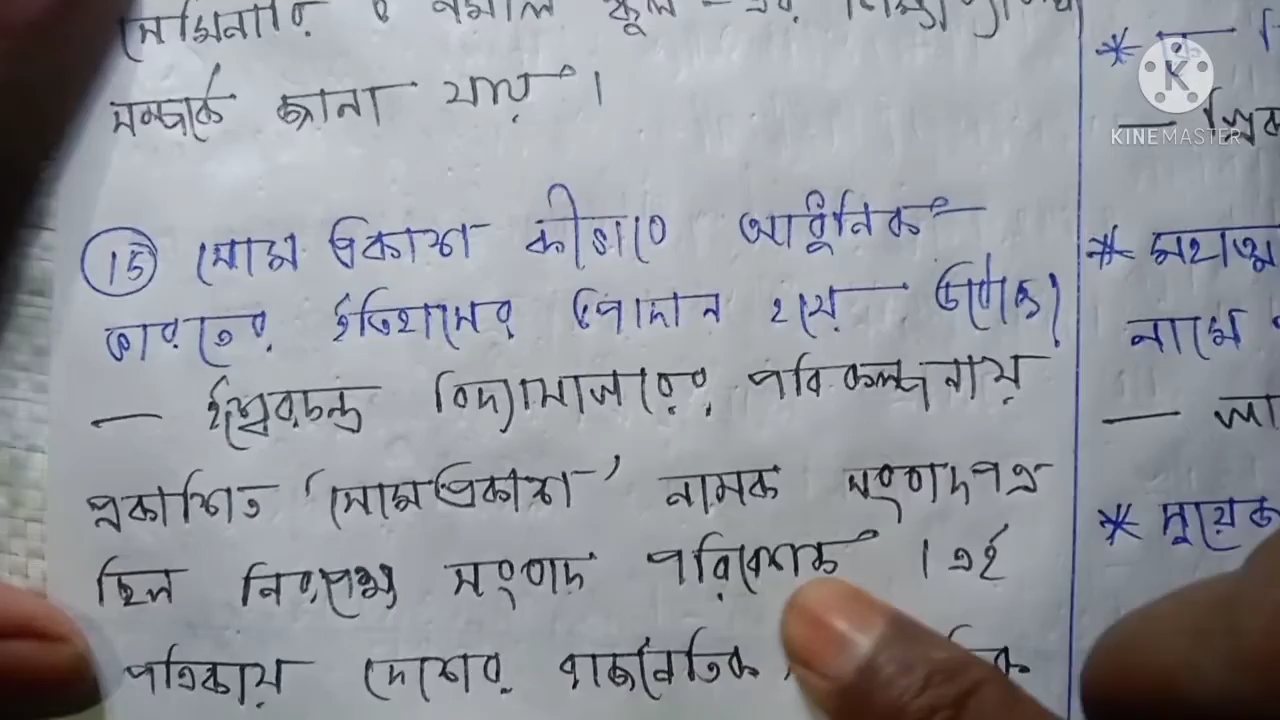 সম্পর্কে জানা যায়।
15 সোমপ্রকাশ কীভাবে আধুনিক
ভারতের ইতিহাসের উপাদান হয়ে উঠেছে?
— ঈশ্বরচন্দ্র বিদ্যাসাগরের পরিকল্পনায়
প্রকাশিত 'সোমপ্রকাশ' নামক সংবাদপত্র
ছিল নিরপেক্ষ সংবাদ পরিবেশক। এই
পত্রিকায় দেশের রাজনৈতিক
*
—
* মহাত্মা
নামে
—
*
KINEMASTER